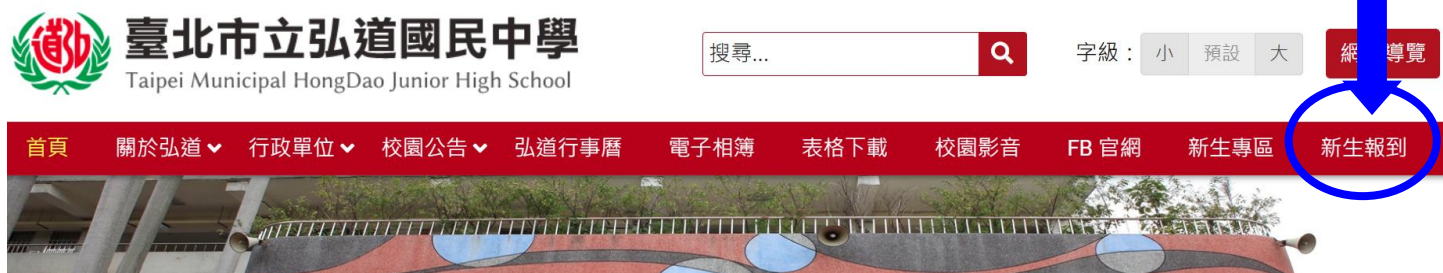 臺北市立弘道國民中學
Taipei Municipal HongDao Junior High School
搜尋...
字級：
小 預設 大
網 導覽
首頁 關於弘道 行政單位 校園公告 弘道行事曆 電子相簿 表格下載 校園影音 FB 官網 新生專區 新生報到